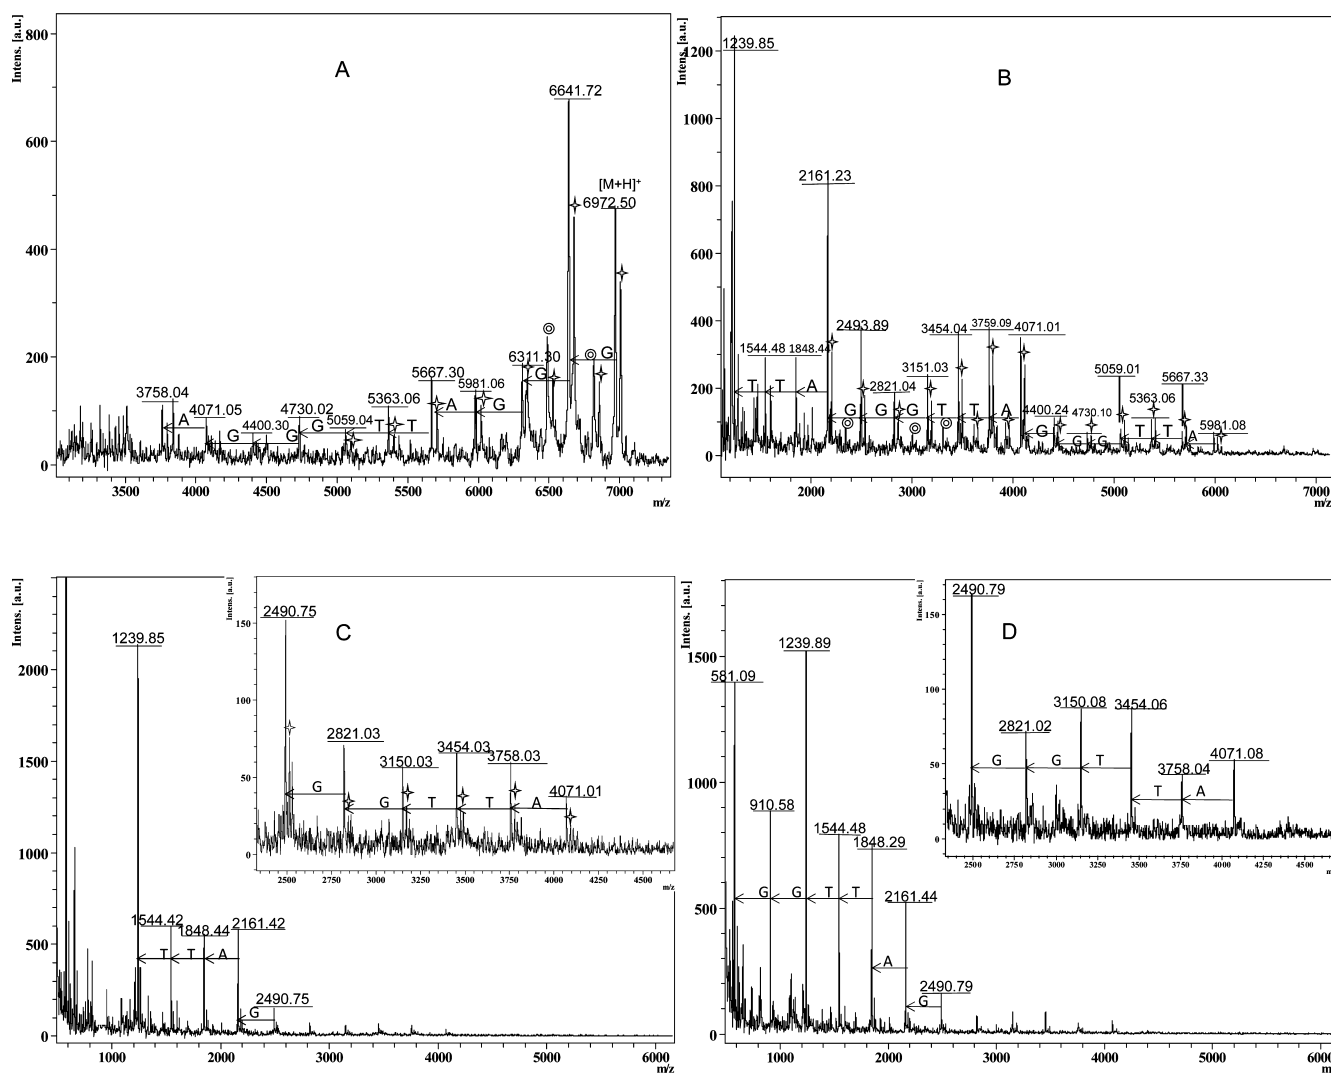 A
Intens. [a.u.]
800
600
400
200
0
6641.72
[M+H]+
6972.50
6311.30
5667.30
5981.06
5363.06
3758.04
4071.05
4400.30
4730.02
5059.04
A G G G T T A G G G
3500 4000 4500 5000 5500 6000 6500 7000
m/z
B
Intens. [a.u.]
1200
1000
800
600
400
200
0
1239.85
2161.23
2493.89
1544.48
1848.44
2821.04
3151.03
3454.04
3759.09
4071.01
4400.24
4730.10
5059.01
5363.06
5667.33
5981.08
T T A G G G T T A G G G T T A
2000 3000 4000 5000 6000 7000
m/z
C
Intens. [a.u.]
2000
1500
1000
500
0
1239.85
1544.42
1848.44
2161.42
2490.75
T T A G
1000 2000 3000 4000 5000 6000
m/z
Intens. [a.u.]
150
100
50
0
2490.75
2821.03
3150.03
3454.03
3758.03
4071.01
G G T T A
2500 2750 3000 3250 3500 3750 4000 4250 4500
m/z
D
Intens. [a.u.]
1500
1000
500
0
581.09
1239.89
910.58
1544.48
1848.29
2161.44
2490.79
G G T T A G
1000 2000 3000 4000 5000 6000
Intens. [a.u.]
150
100
50
0
2490.79
2821.02
3150.08
3454.06
3758.04
4071.08
G G T T A
2500 2750 3000 3250 3500 3750 4000 4250 4500